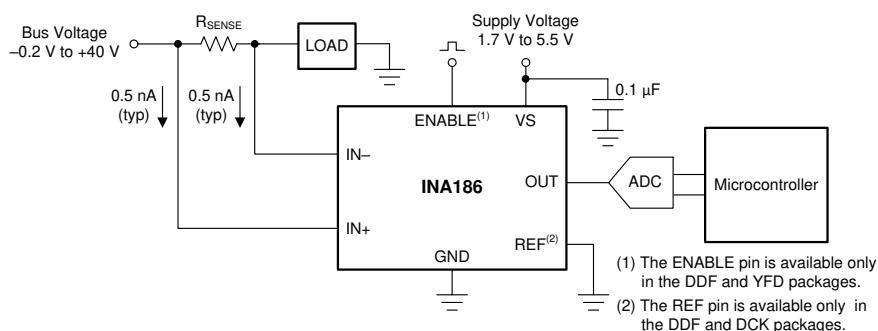 Bus Voltage
–0.2 V to +40 V
RSENSE
LOAD
Supply Voltage
1.7 V to 5.5 V
0.5 nA
(typ)
0.5 nA
(typ)
0.1 µF
ENABLE(1)
VS
IN–
INA186
OUT
ADC
Microcontroller
IN+
REF(2)
GND
(1) The ENABLE pin is available only
in the DDF and YFD packages.
(2) The REF pin is available only in
the DDF and DCK packages.